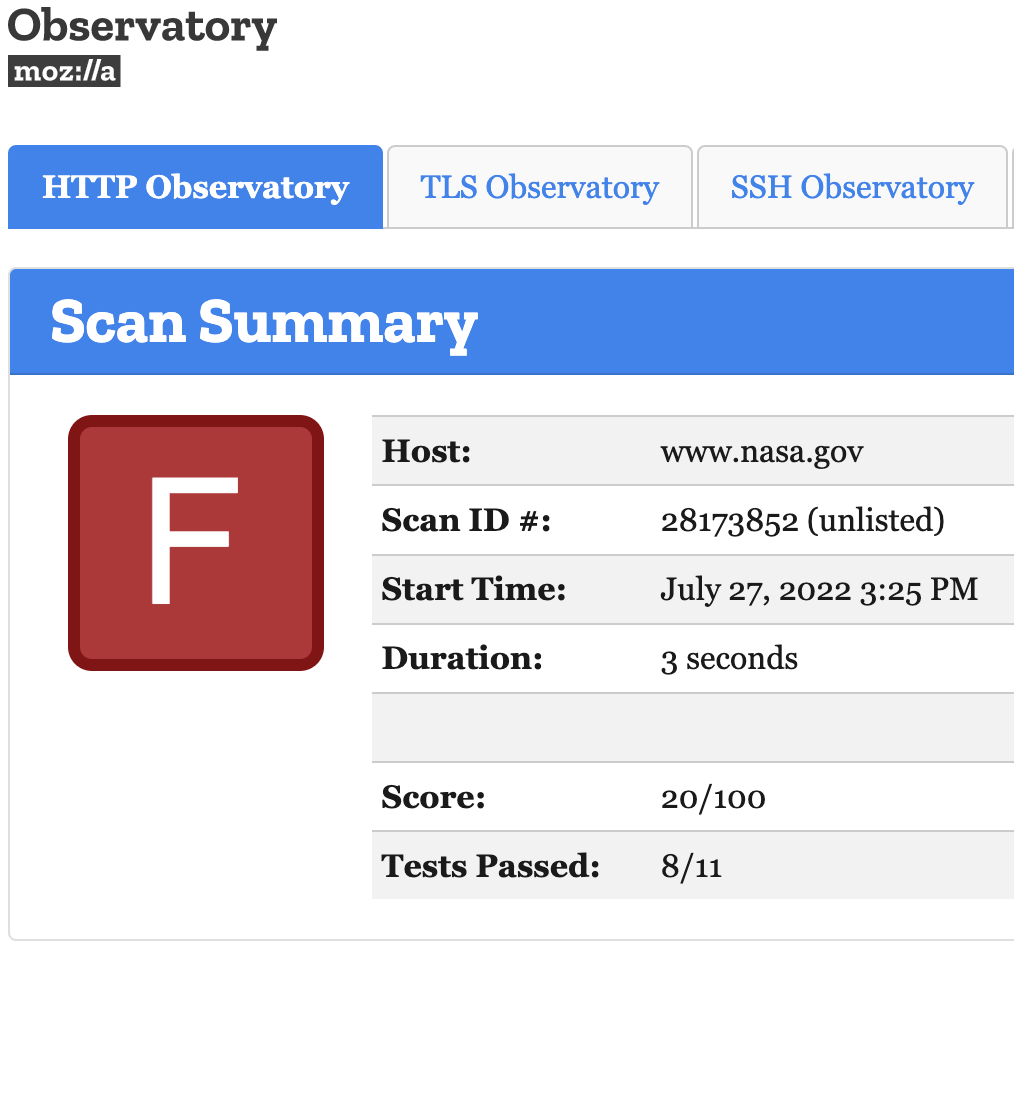 Observatory
moz://a
HTTP Observatory TLS Observatory SSH Observatory
Scan Summary
F
Host: www.nasa.gov
Scan ID #: 28173852 (unlisted)
Start Time: July 27, 2022 3:25 PM
Duration: 3 seconds
Score: 20/100
Tests Passed: 8/11